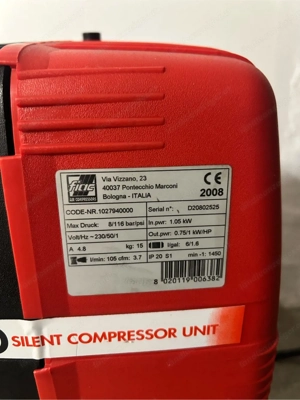 FIAC
AIR COMPRESSORS
Via Vizzano, 23
40037 Pontecchio Marconi
Bologna - ITALIA
CE
2008
CODE-NR.1027940000 Serial n°: D20802525
Max Druck: 8/116 bar/psi In.pwr: 1.05 kW
Volt/Hz ~230/50/1 Out.pwr: 0.75/1 kW/HP
A 4.8 kg: 15 l/gal: 6/1.6
l/min: 105 cfm: 3.7 IP 20 S1 min -1: 1450
8 020119 006382
SILENT COMPRESSOR UNIT